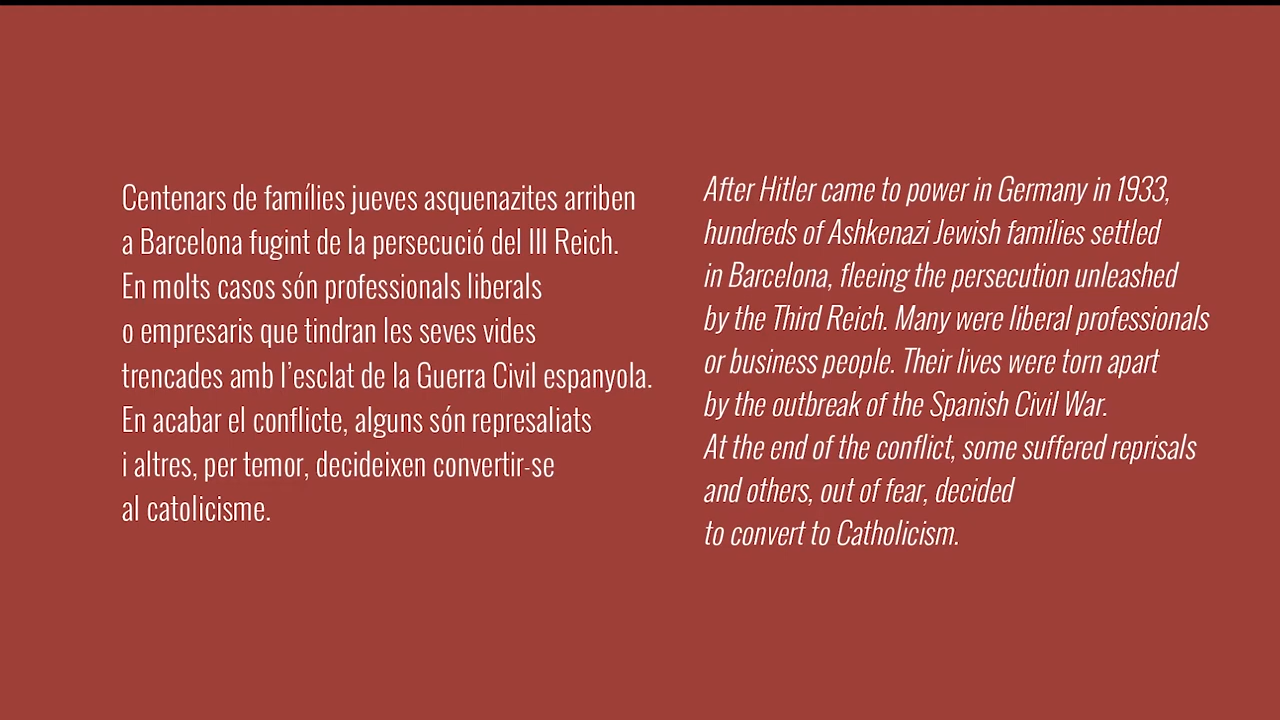 Centenars de famílies jueves asquenazites arriben
a Barcelona fugint de la persecució del III Reich.
En molts casos són professionals liberals
o empresaris que tindran les seves vides
trencades amb l’esclat de la Guerra Civil espanyola.
En acabar el conflicte, alguns són represaliats
i altres, per temor, decideixen convertir-se
al catolicisme.
After Hitler came to power in Germany in 1933,
hundreds of Ashkenazi Jewish families settled
in Barcelona, fleeing the persecution unleashed
by the Third Reich. Many were liberal professionals
or business people. Their lives were torn apart
by the outbreak of the Spanish Civil War.
At the end of the conflict, some suffered reprisals
and others, out of fear, decided
to convert to Catholicism.